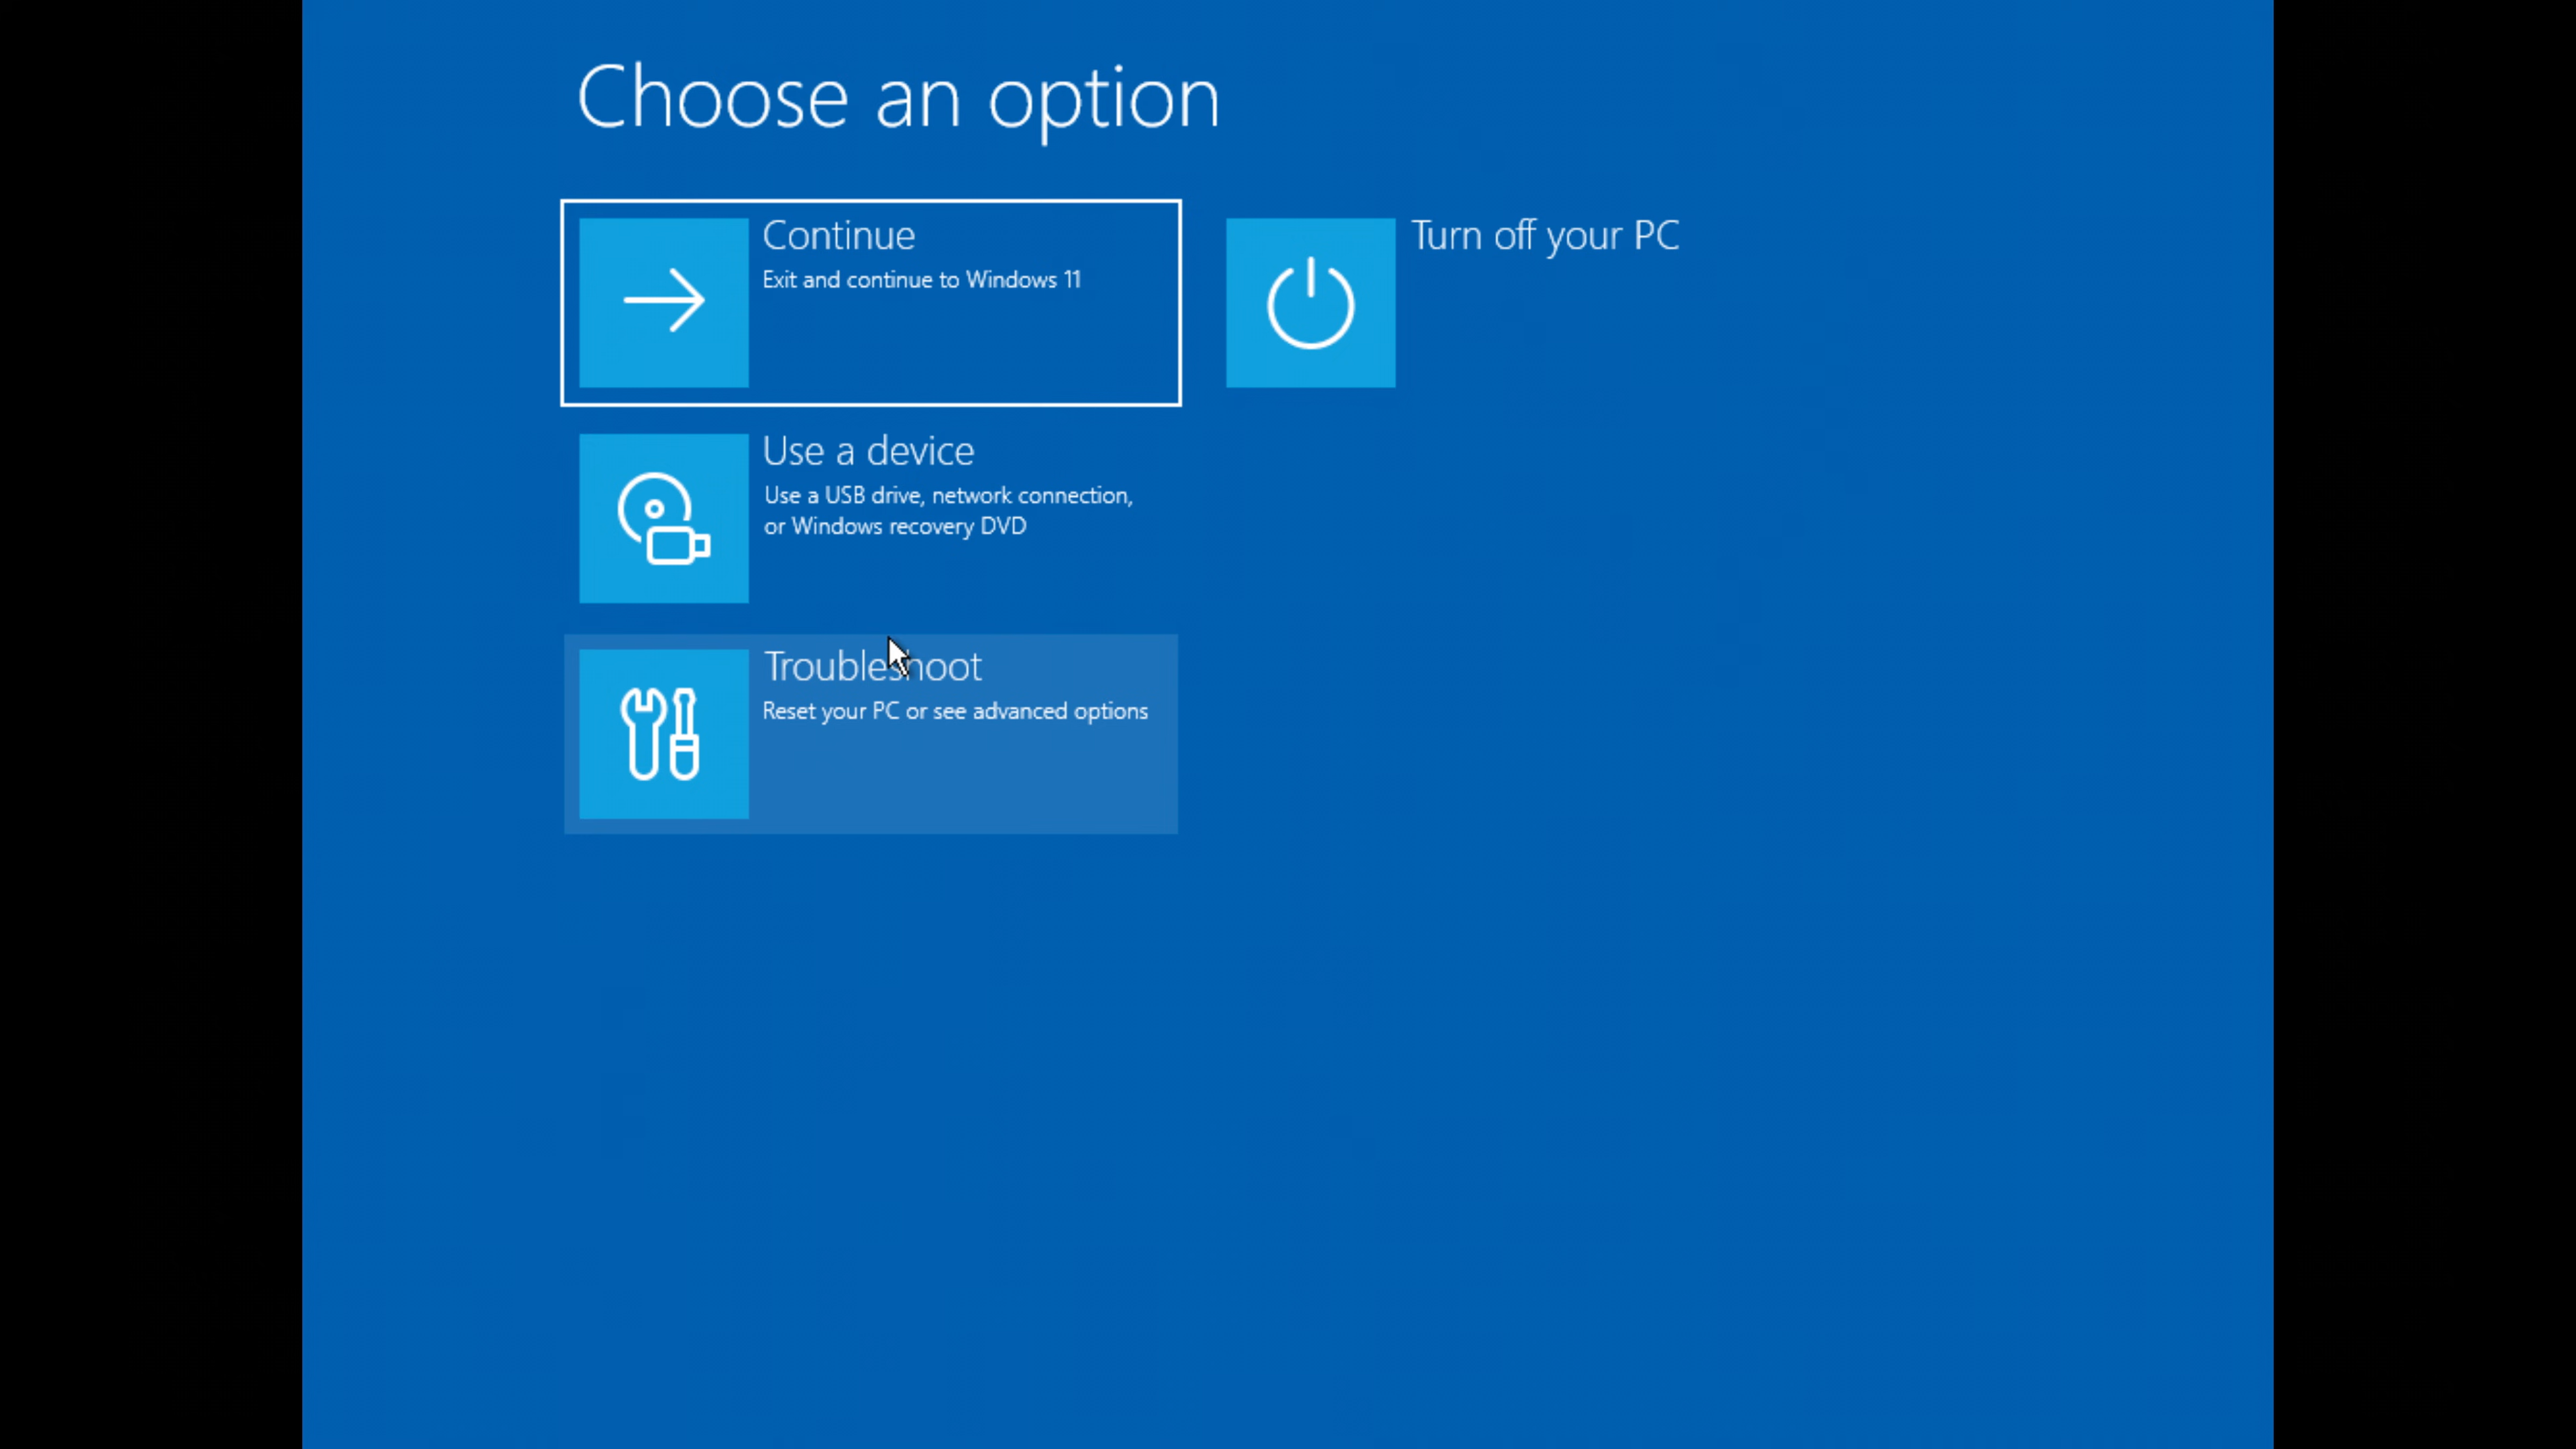 Choose an option
Continue
Exit and continue to Windows 11
Turn off your PC
Use a device
Use a USB drive, network connection,
or Windows recovery DVD
Troubleshoot
Reset your PC or see advanced options